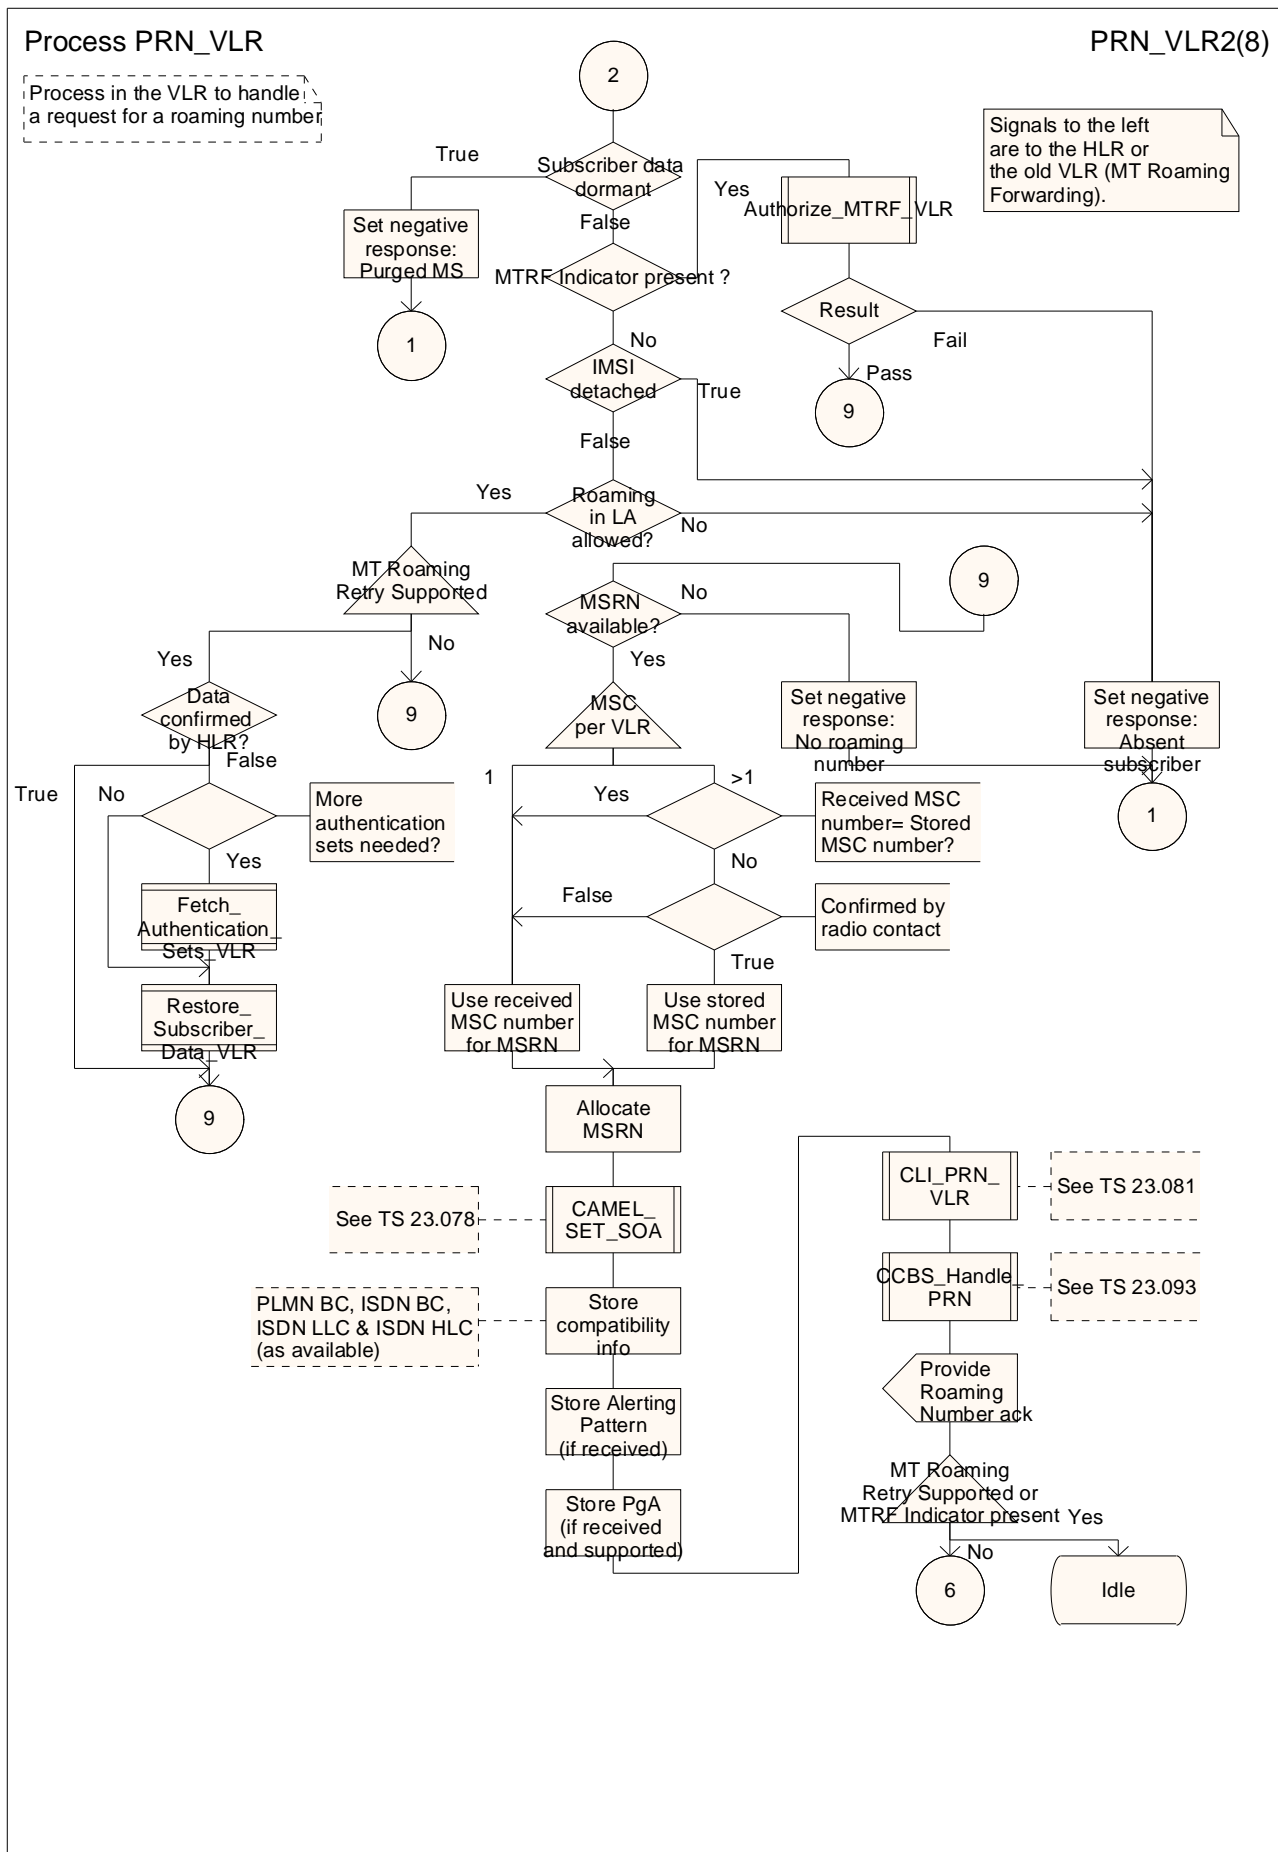 Process PRN_VLR
PRN_VLR2(8)
Process in the VLR to handle
a request for a roaming number
2
Signals to the left
are to the HLR or
the old VLR (MT Roaming
Forwarding).
True
Subscriber data
dormant
Yes
Authorize_MTRF_VLR
False
Set negative
response:
Purged MS
MTRF Indicator present ?
Result
1
No
Fail
IMSI
detached
True
Pass
9
False
Yes
Roaming
in LA
allowed?
No
MT Roaming
Retry Supported
9
MSRN
available?
No
No
Yes
Yes
Data
confirmed
by HLR?
9
MSC
per VLR
Set negative
response:
No roaming
number
Set negative
response:
Absent
subscriber
False
True
No
1
>1
Yes
More
authentication
sets needed?
Received MSC
number= Stored
MSC number?
1
Yes
No
Fetch_
Authentication_
Sets_VLR
False
Confirmed by
radio contact
True
Restore_
Subscriber_
Data_VLR
Use received
MSC number
for MSRN
Use stored
MSC number
for MSRN
9
Allocate
MSRN
CLI_PRN_
VLR
See TS 23.081
See TS 23.078
CAMEL_
SET_SOA
CCBS_Handle_
PRN
See TS 23.093
PLMN BC, ISDN BC,
ISDN LLC & ISDN HLC
(as available)
Store
compatibility
info
Provide
Roaming
Number ack
Store Alerting
Pattern
(if received)
MT Roaming
Retry Supported or
MTRF Indicator present
Yes
Store PgA
(if received
and supported)
No
6
Idle